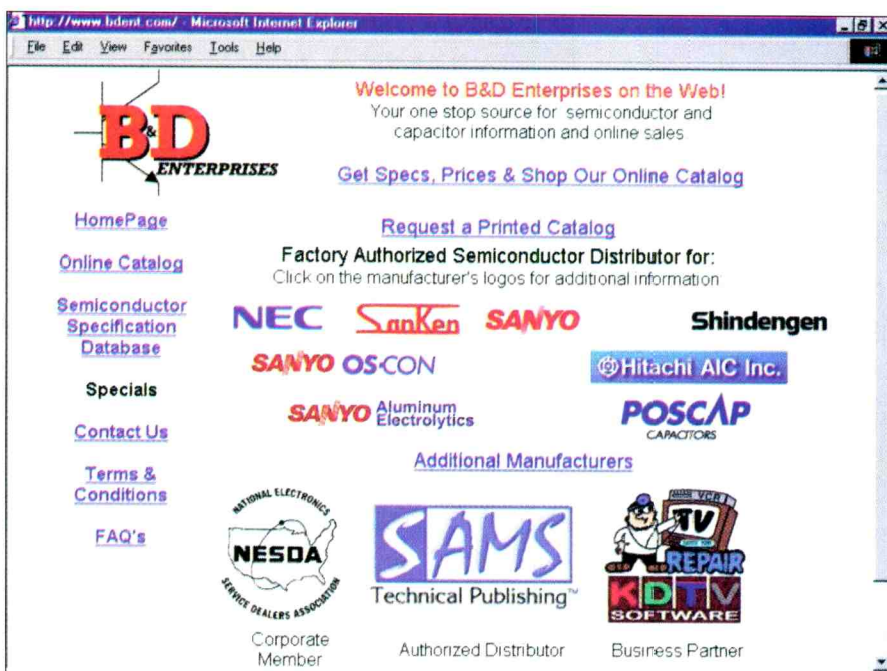 http://www.bdent.com/ - Microsoft Internet Explorer
File Edit View Favorites Tools Help
B&D
ENTERPRISES
Welcome to B&D Enterprises on the Web!
Your one stop source for semiconductor and
capacitor information and online sales
Get Specs, Prices & Shop Our Online Catalog
Request a Printed Catalog
Factory Authorized Semiconductor Distributor for:
Click on the manufacturer's logos for additional information
HomePage
Online Catalog
Semiconductor
Specification
Database
Specials
Contact Us
Terms &
Conditions
FAQ's
NEC SanKen SANYO Shindengen
SANYO OS-CON Hitachi AIC Inc.
SANYO Aluminum
Electrolytics
POSCAP
CAPACITORS
Additional Manufacturers
NATIONAL ELECTRONICS
NESDA
SERVICE DEALERS ASSOCIATION
Corporate
Member
SAMS
Technical Publishing™
Authorized Distributor
VCR
TV
REPAIR
KDTV
SOFTWARE
Business Partner